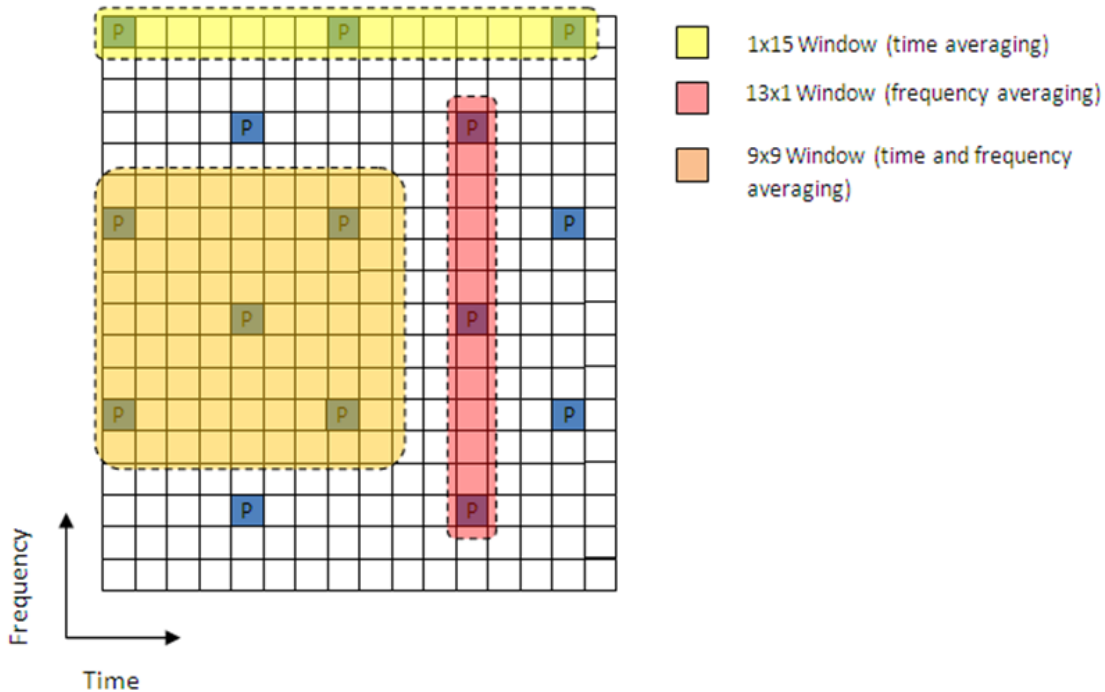 P P P
1x15 Window (time averaging)
13x1 Window (frequency averaging)
P P
9x9 Window (time and frequency
averaging)
P P P
P P
P P P
P P
Frequency
Time